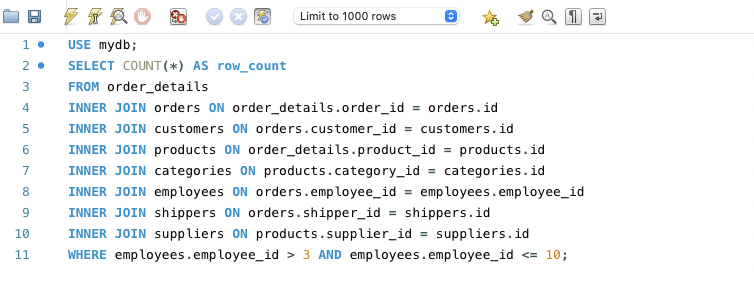 Limit to 1000 rows
1 USE mydb;
2 SELECT COUNT(*) AS row_count
3 FROM order_details
4 INNER JOIN orders ON order_details.order_id = orders.id
5 INNER JOIN customers ON orders.customer_id = customers.id
6 INNER JOIN products ON order_details.product_id = products.id
7 INNER JOIN categories ON products.category_id = categories.id
8 INNER JOIN employees ON orders.employee_id = employees.employee_id
9 INNER JOIN shippers ON orders.shipper_id = shippers.id
10 INNER JOIN suppliers ON products.supplier_id = suppliers.id
11 WHERE employees.employee_id > 3 AND employees.employee_id <= 10;